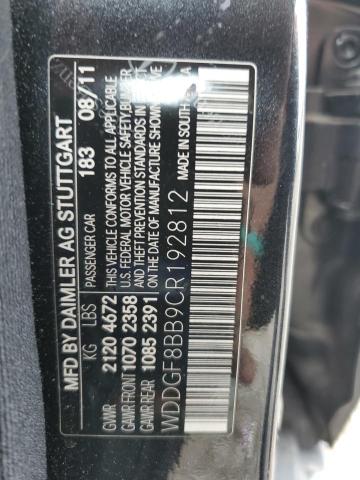 MFD BY DAIMLER AG STUTTGART
PASSENGER CAR 183 08/11
KG LBS
GVWR 2120 4672 THIS VEHICLE CONFORMS TO ALL APPLICABLE
GAWR FRONT 1070 2358 U.S. FEDERAL MOTOR VEHICLE SAFETY, BUMPER
GAWR REAR 1085 2391 AND THEFT PREVENTION STANDARDS IN
DATE OF MANUFACTURE SHOWN ABOVE
MADE IN SOUTH
WDDGF8BB9CR192812